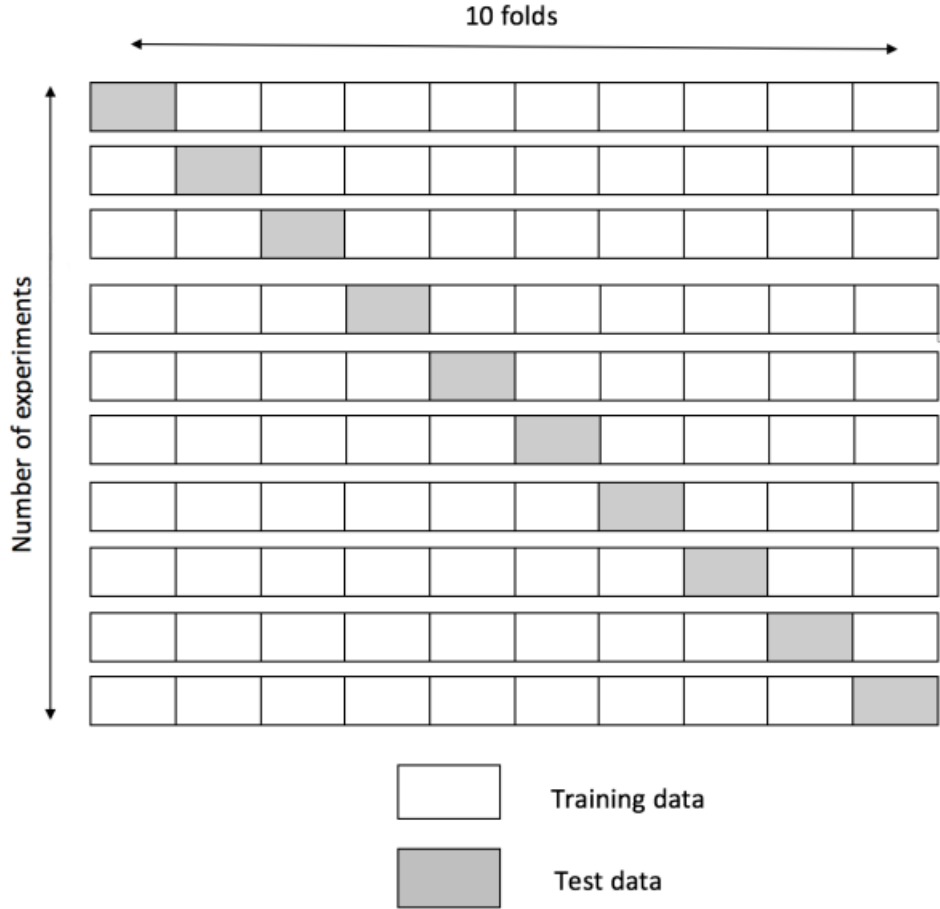 10 folds
Number of experiments
Training data
Test data